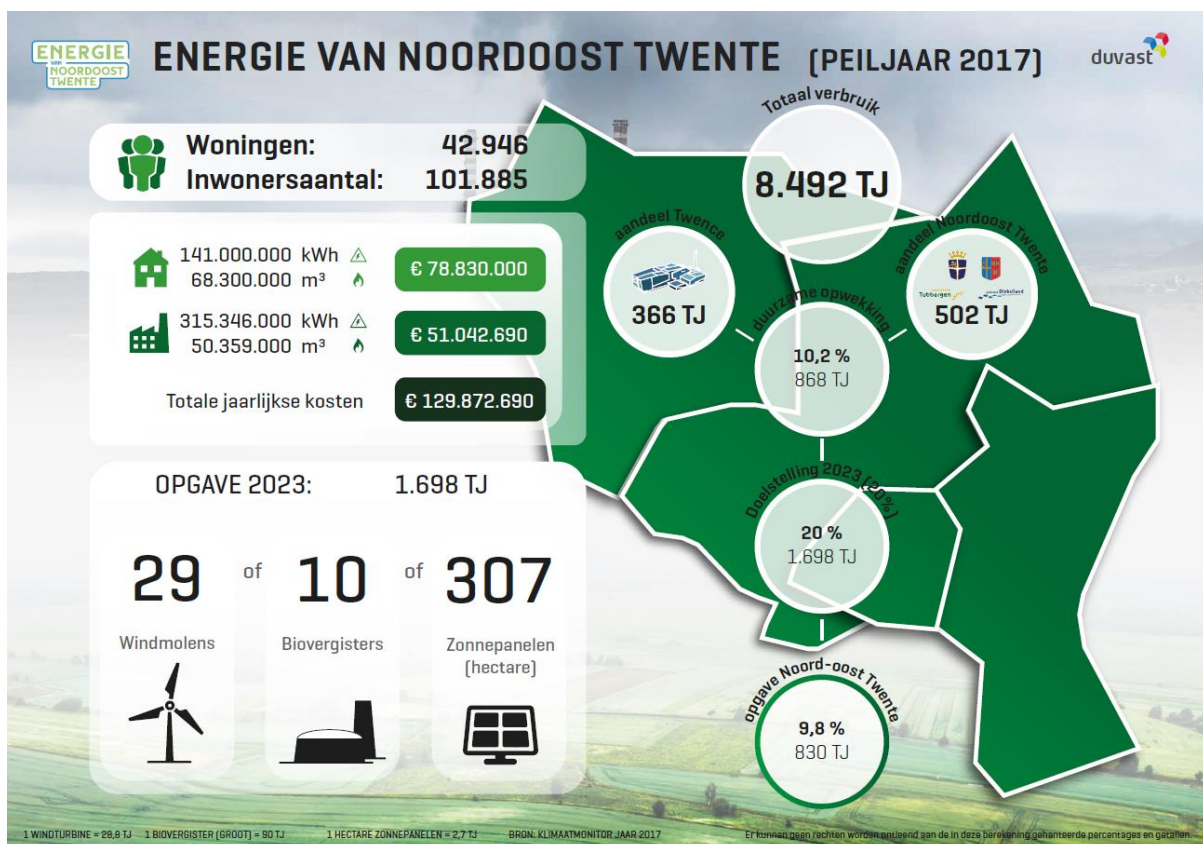 ENERGIE
van
NOORDOOST
TWENTE
ENERGIE VAN NOORDOOST TWENTE (PEILJAAR 2017)
duvast
Woningen: 42.946
Inwonersaantal: 101.885
141.000.000 kWh
68.300.000 m³
€ 78.830.000
315.346.000 kWh
50.359.000 m³
€ 51.042.690
Totale jaarlijkse kosten € 129.872.690
OPGAVE 2023: 1.698 TJ
29 of 10 of 307
Windmolens
Biovergisters
Zonnepanelen
(hectare)
Totaal verbruik
8.492 TJ
aandeel Twence
366 TJ
aandeel Noordoost Twente
Tubbergen
Dinkelland
502 TJ
duurzame opwekking
10,2 %
868 TJ
Doelstelling 2023 (20%)
20 %
1.698 TJ
opgave Noord-oost Twente
9,8 %
830 TJ
1 WINDTURBINE = 28,8 TJ 1 BIOVERGISTER (GROOT) = 90 TJ 1 HECTARE ZONNEPANELEN = 2,7 TJ BRON: KLIMAATMONITOR JAAR 2017 Er kunnen geen rechten worden ontleend aan de in deze berekening gehanteerde percentages en getallen.